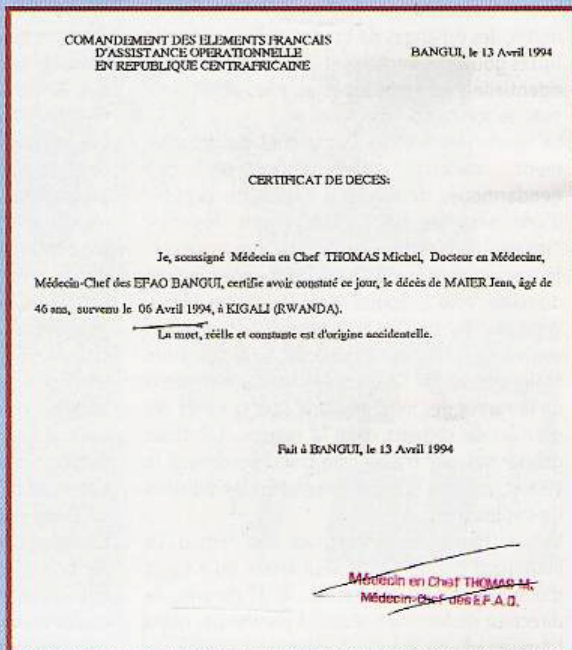 COMANDEMENT DES ELEMENTS FRANCAIS
D'ASSISTANCE OPERATIONNELLE
EN REPUBLIQUE CENTRAFRICAINE
BANGUI, le 13 Avril 1994
CERTIFICAT DE DECES:
Je, soussigné Médecin en Chef THOMAS Michel, Docteur en Médecine,
Médecin-Chef des EFAO BANGUI, certifie avoir constaté ce jour, le décès de MAIER Jean, âgé de
46 ans, survenu le 06 Avril 1994, à KIGALI (RWANDA).
La mort, réelle et constante est d'origine accidentelle.
Fait à BANGUI, le 13 Avril 1994
Médecin en Chef THOMAS M.
Médecin-Chef des E.F.A.O.